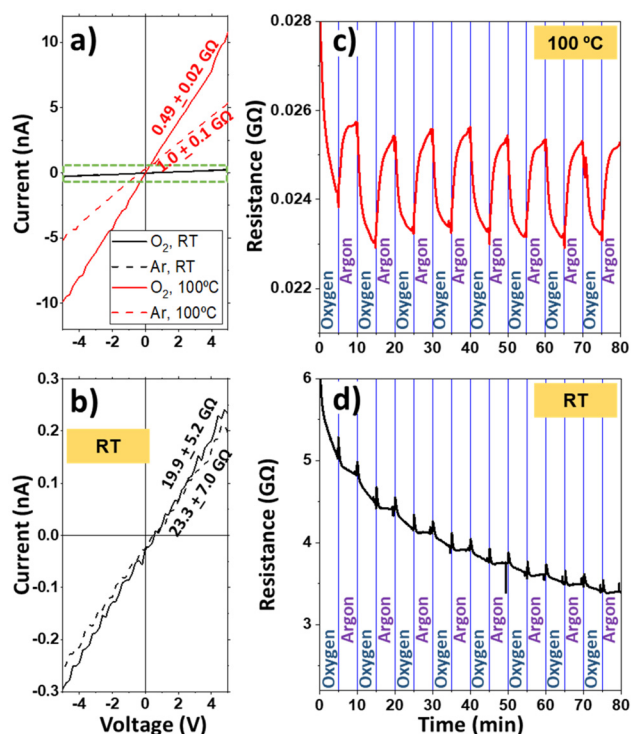 a)
Current (nA)
10
5
0
-5
-10
-4 -2 0 2 4
0.49 ± 0.02 GΩ
1.0 ± 0.1 GΩ
O2, RT
Ar, RT
O2, 100ºC
Ar, 100ºC
c)
100 ºC
Resistance (GΩ)
0.028
0.026
0.024
0.022
Oxygen Argon Oxygen Argon Oxygen Argon Oxygen Argon Oxygen Argon Oxygen Argon Oxygen Argon Oxygen Argon
0 10 20 30 40 50 60 70 80
b)
RT
Current (nA)
0.3
0.2
0.1
0.0
-0.1
-0.2
-0.3
19.9 ± 5.2 GΩ
23.3 ± 7.0 GΩ
-4 -2 0 2 4
Voltage (V)
d)
RT
Resistance (GΩ)
6
5
4
3
Oxygen Argon Oxygen Argon Oxygen Argon Oxygen Argon Oxygen Argon Oxygen Argon Oxygen Argon Oxygen Argon
0 10 20 30 40 50 60 70 80
Time (min)